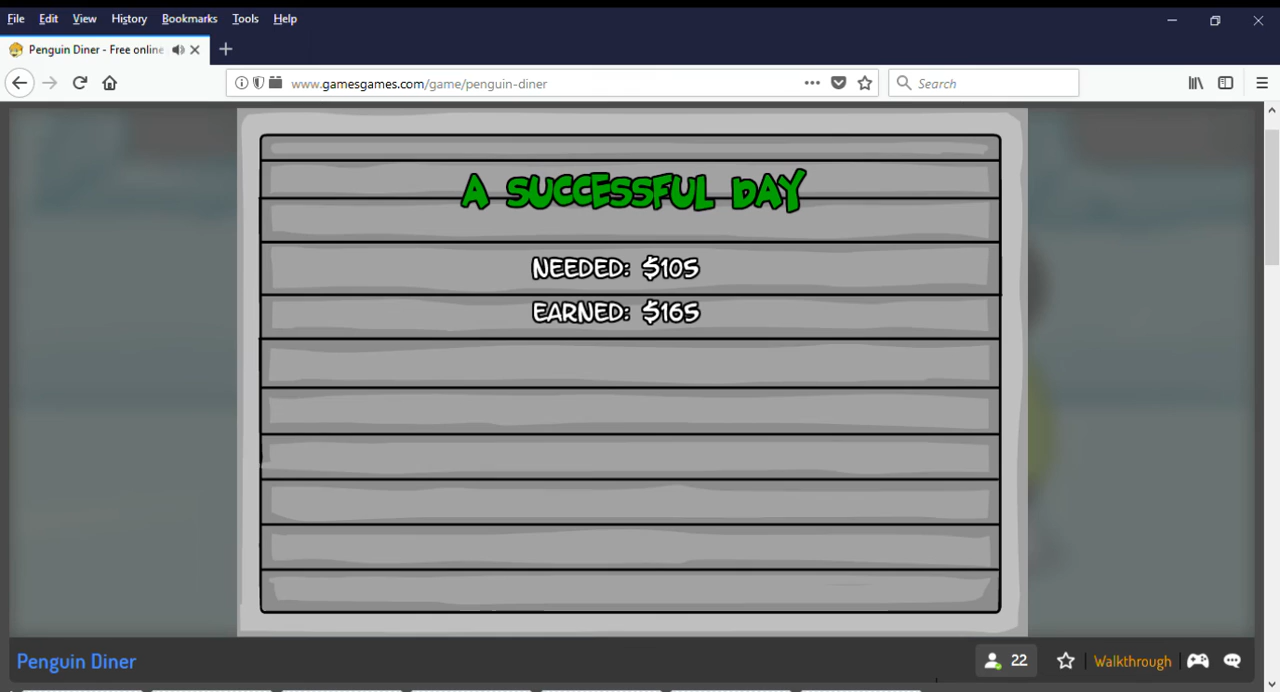 File Edit View History Bookmarks Tools Help
Penguin Diner - Free online
www.gamesgames.com/game/penguin-diner
Search
A SUCCESSFUL DAY
NEEDED: $105
EARNED: $165
Penguin Diner
22
Walkthrough